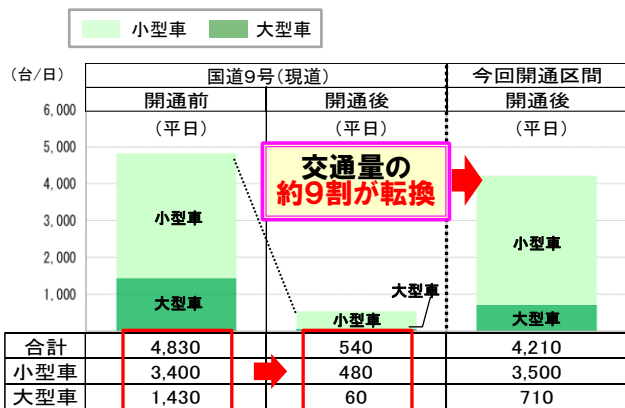 小型車 大型車
(台/日) 国道9号(現道) 今回開通区間
開通前 開通後 開通後
(平日) (平日) (平日)
6,000
5,000
4,000
3,000
2,000
1,000
交通量の
約9割が転換
小型車
大型車
大型車
小型車
小型車
大型車
合計 4,830 540 4,210
小型車 3,400 480 3,500
大型車 1,430 60 710